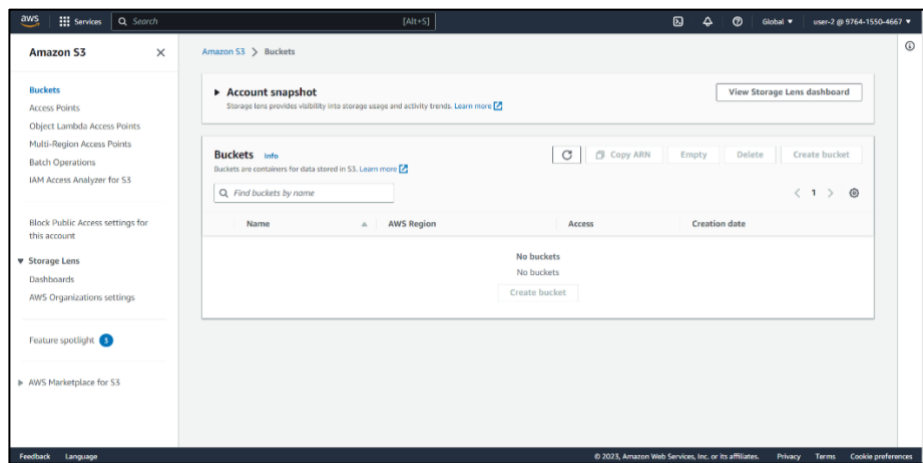 aws Services Search [Alt+S] Global ▼ user-2 @ 9764-1550-4667 ▼
Amazon S3
Buckets
Access Points
Object Lambda Access Points
Multi-Region Access Points
Batch Operations
IAM Access Analyzer for S3
Block Public Access settings for
this account
▼ Storage Lens
Dashboards
AWS Organizations settings
Feature spotlight 3
▶ AWS Marketplace for S3
Amazon S3 > Buckets
▶ Account snapshot
Storage lens provides visibility into storage usage and activity trends. Learn more
View Storage Lens dashboard
Buckets Info
Buckets are containers for data stored in S3. Learn more
Copy ARN Empty Delete Create bucket
Find buckets by name
< 1 >
Name AWS Region Access Creation date
No buckets
No buckets
Create bucket
Feedback Language © 2023, Amazon Web Services, Inc. or its affiliates. Privacy Terms Cookie preferences